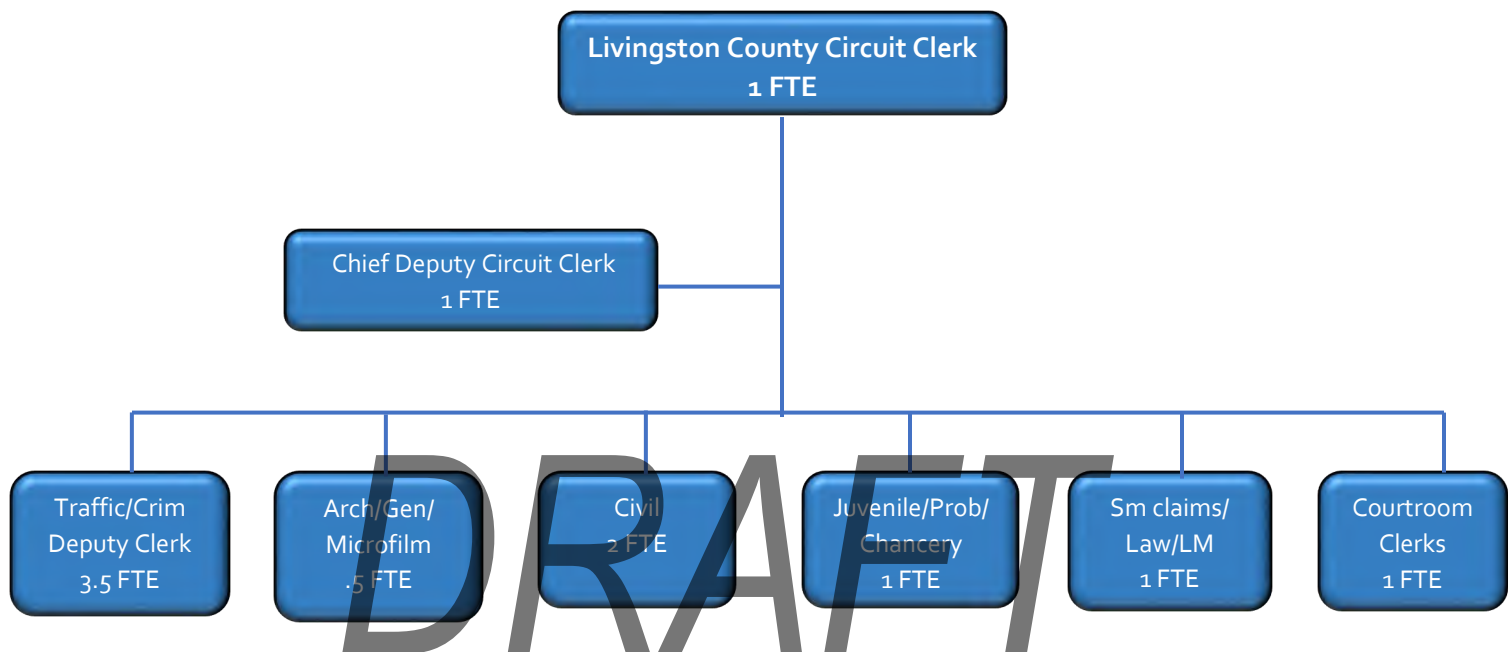 Livingston County Circuit Clerk
1 FTE
Chief Deputy Circuit Clerk
1 FTE
Traffic/Crim
Deputy Clerk
3.5 FTE
Arch/Gen/
Microfilm
.5 FTE
Civil
2 FTE
Juvenile/Prob/
Chancery
1 FTE
Sm claims/
Law/LM
1 FTE
Courtroom
Clerks
1 FTE
DRAFT